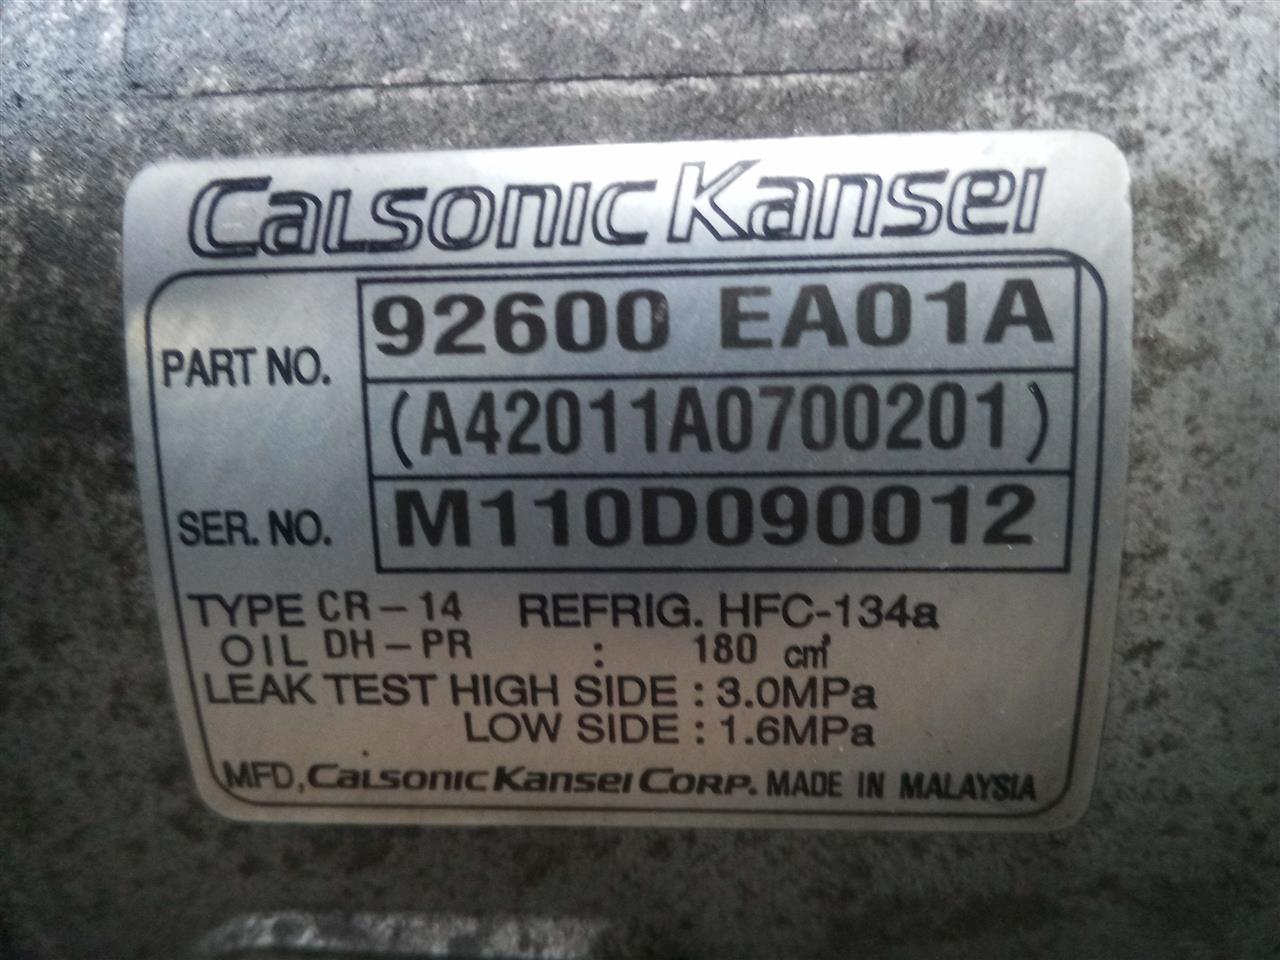 Calsonic Kansei
PART NO. 92600 EA01A
(A42011A0700201)
SER. NO. M110D090012
TYPE CR-14 REFRIG. HFC-134a
OIL DH-PR : 180 cm³
LEAK TEST HIGH SIDE : 3.0MPa
LOW SIDE : 1.6MPa
MFD, Calsonic Kansei Corp. MADE IN MALAYSIA